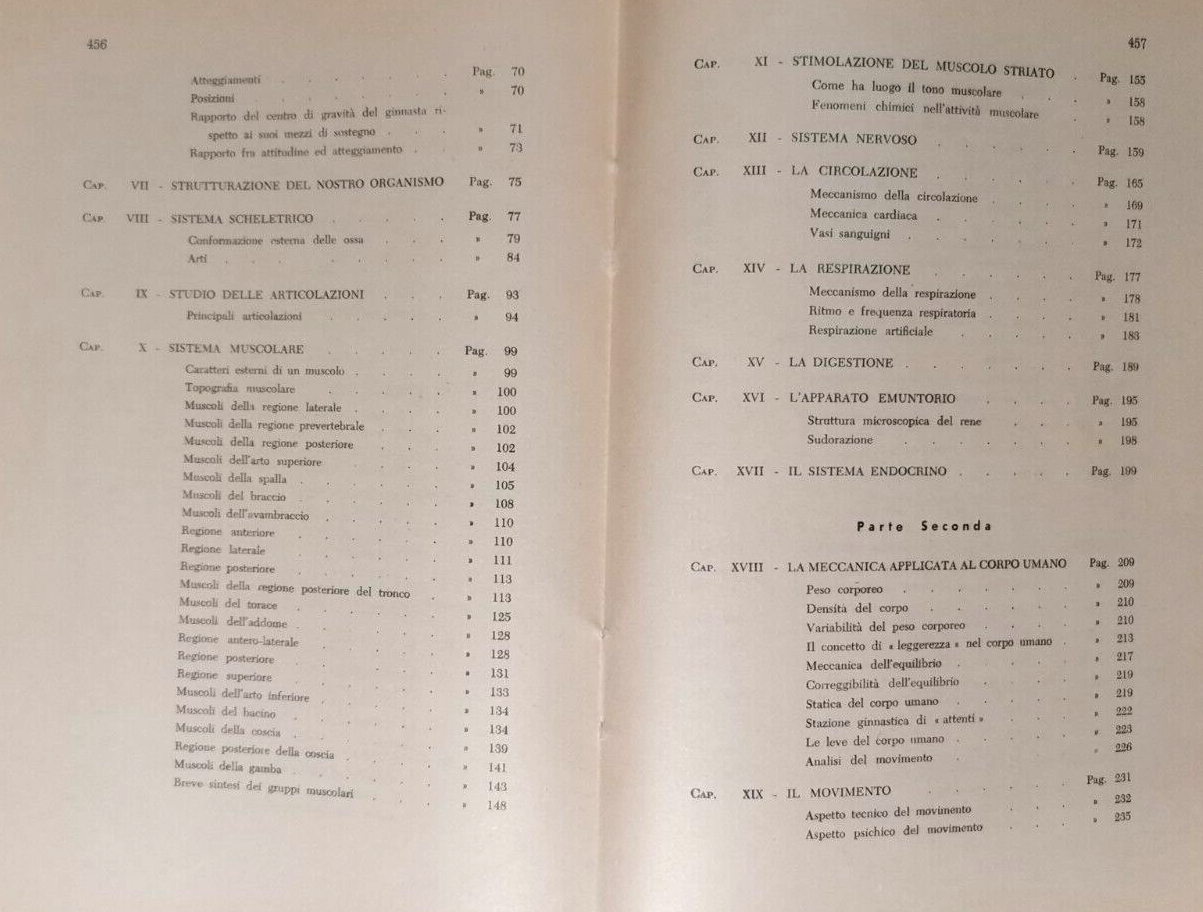 456
Atteggiamenti . . . . . . Pag. 70
Posizioni . . . . . . » 70
Rapporto del centro di gravità del ginnasta ri-
spetto ai suoi mezzi di sostegno . . . » 71
Rapporto fra attitudine ed atteggiamento . . » 73
CAP. VII - STRUTTURAZIONE DEL NOSTRO ORGANISMO Pag. 75
CAP. VIII - SISTEMA SCHELETRICO . . . . Pag. 77
Conformazione esterna delle ossa . . . » 79
Arti . . . . . . . » 84
CAP. IX - STUDIO DELLE ARTICOLAZIONI . . . Pag. 93
Principali articolazioni . . . . . » 94
CAP. X - SISTEMA MUSCOLARE . . . . Pag. 99
Caratteri esterni di un muscolo . . . . » 99
Topografia muscolare . . . . » 100
Muscoli della regione laterale . . . . » 100
Muscoli della regione prevertebrale . . . » 102
Muscoli della regione posteriore . . . » 102
Muscoli dell'arto superiore . . . . » 104
Muscoli della spalla . . . . . » 105
Muscoli del braccio . . . . . » 108
Muscoli dell'avambraccio . . . . » 110
Regione anteriore . . . . . » 110
Regione laterale . . . . . » 111
Regione posteriore . . . . . » 113
Muscoli della regione posteriore del tronco . » 113
Muscoli del torace . . . . . » 125
Muscoli dell'addome . . . . . » 128
Regione antero-laterale . . . . » 128
Regione posteriore . . . . . » 131
Regione superiore . . . . . » 133
Muscoli dell'arto inferiore . . . . » 134
Muscoli del bacino . . . . . » 134
Muscoli della coscia . . . . . » 139
Regione posteriore della coscia . . . . » 141
Muscoli della gamba . . . . . » 143
Breve sintesi dei gruppi muscolari . . . » 148
457
CAP. XI - STIMOLAZIONE DEL MUSCOLO STRIATO . Pag. 155
Come ha luogo il tono muscolare . . » 158
Fenomeni chimici nell'attività muscolare . » 158
CAP. XII - SISTEMA NERVOSO . . . . . Pag. 159
CAP. XIII - LA CIRCOLAZIONE . . . . . Pag. 165
Meccanismo della circolazione . . . . » 169
Meccanica cardiaca . . . . . » 171
Vasi sanguigni . . . . . » 172
CAP. XIV - LA RESPIRAZIONE . . . . . Pag. 177
Meccanismo della respirazione . . . . » 178
Ritmo e frequenza respiratoria . . . . » 181
Respirazione artificiale . . . . » 183
CAP. XV - LA DIGESTIONE . . . . . . Pag. 189
CAP. XVI - L'APPARATO EMUNTORIO . . . . Pag. 195
Struttura microscopica del rene . . . » 195
Sudorazione . . . . . . » 198
CAP. XVII - IL SISTEMA ENDOCRINO . . . . Pag. 199
Parte Seconda
CAP. XVIII - LA MECCANICA APPLICATA AL CORPO UMANO Pag. 209
Peso corporeo . . . . . . » 209
Densità del corpo . . . . . » 210
Variabilità del peso corporeo . . . . » 210
Il concetto di « leggerezza » nel corpo umano . » 213
Meccanica dell'equilibrio . . . . » 217
Correggibilità dell'equilibrio . . . . » 219
Statica del corpo umano . . . . » 219
Stazione ginnastica di « attenti » . . . » 222
Le leve del corpo umano . . . . » 223
Analisi del movimento . . . . » 226
CAP. XIX - IL MOVIMENTO . . . . . Pag. 231
Aspetto tecnico del movimento . . . » 232
Aspetto psichico del movimento . . . » 235